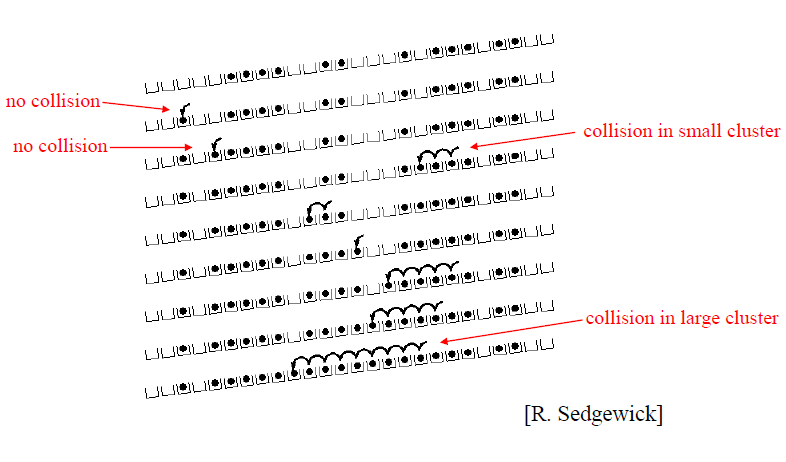 no collision
no collision
collision in small cluster
collision in large cluster
[R. Sedgewick]